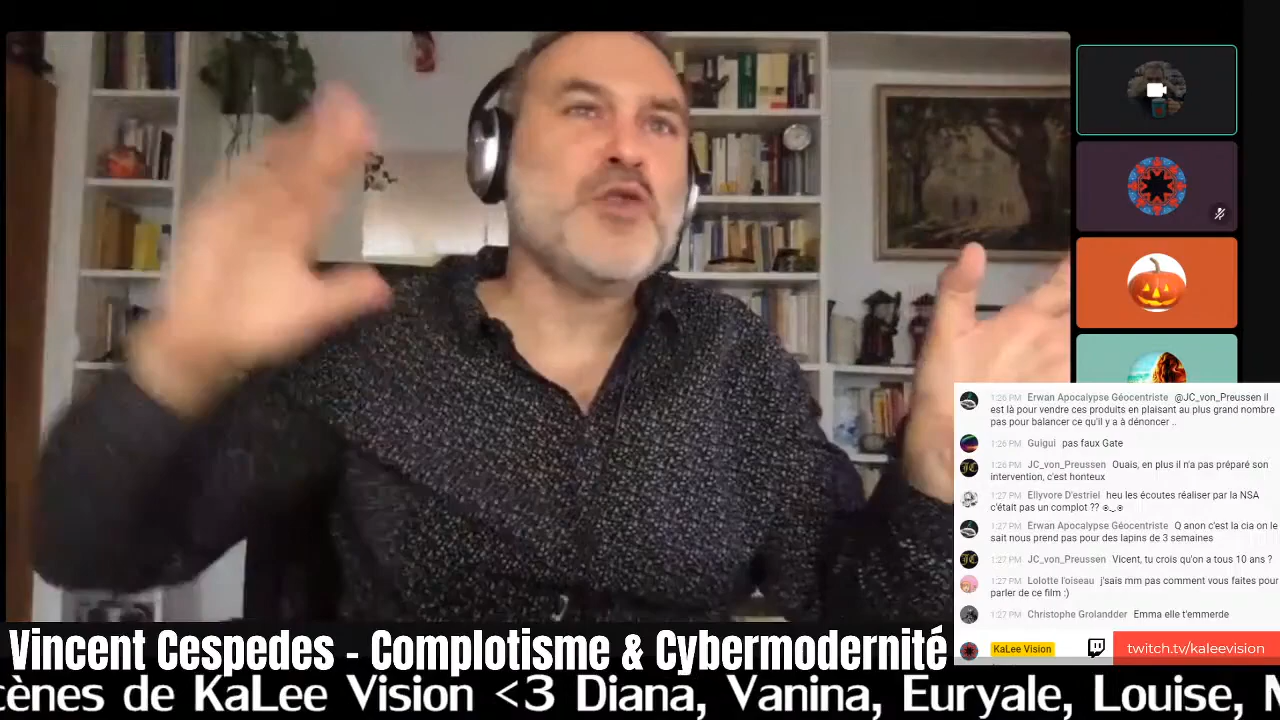 1:26 PM Erwan Apocalypse Géocentriste @JC_von_Preussen Il
est là pour vendre ces produits en plaisant au plus grand nombre
pas pour balancer ce qu'il y a à dénoncer ..
1:26 PM Guigui pas faux Gate
1:26 PM JC_von_Preussen Ouais, en plus il n'a pas préparé son
intervention, c'est honteux
1:27 PM Ellyvore D'estriel heu les écoutes réaliser par la NSA
c'était pas un complot ??
1:27 PM Erwan Apocalypse Géocentriste Q anon c'est la cia on le
sait nous prend pas pour des lapins de 3 semaines
1:27 PM JC_von_Preussen Vicent, tu crois qu'on a tous 10 ans ?
1:27 PM Lolotte l'oiseau j'sais mm pas comment vous faites pour
parler de ce film :)
1:27 PM Christophe Grolandder Emma elle t'emmerde
KaLee Vision twitch.tv/kaleevision
Vincent Cespedes - Complotisme & Cybermodernité
cènes de KaLee Vision <3 Diana, Vanina, Euryale, Louise, N